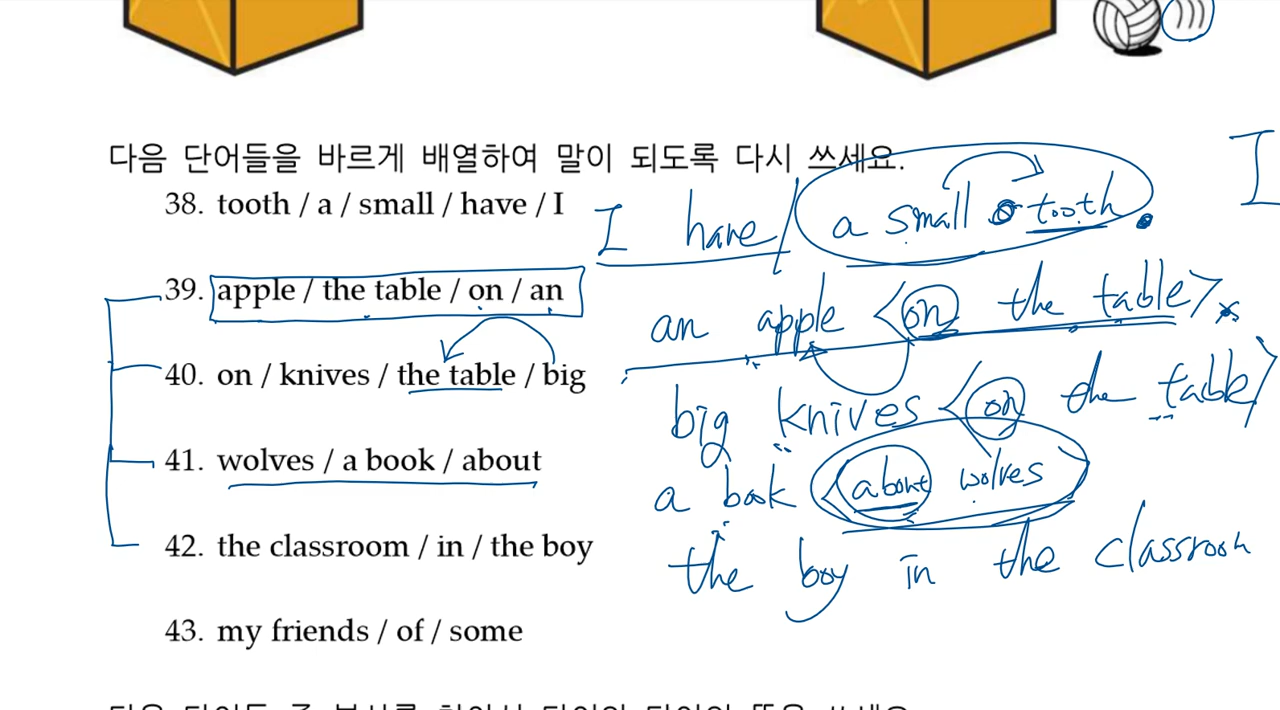 다음 단어들을 바르게 배열하여 말이 되도록 다시 쓰세요.
I
38. tooth / a / small / have / I
I have / a small tooth.
39. apple / the table / on / an
an apple <on the table>
40. on / knives / the table / big
big knives <on the table>
41. wolves / a book / about
a book <about wolves>
42. the classroom / in / the boy
the boy in the classroom
43. my friends / of / some